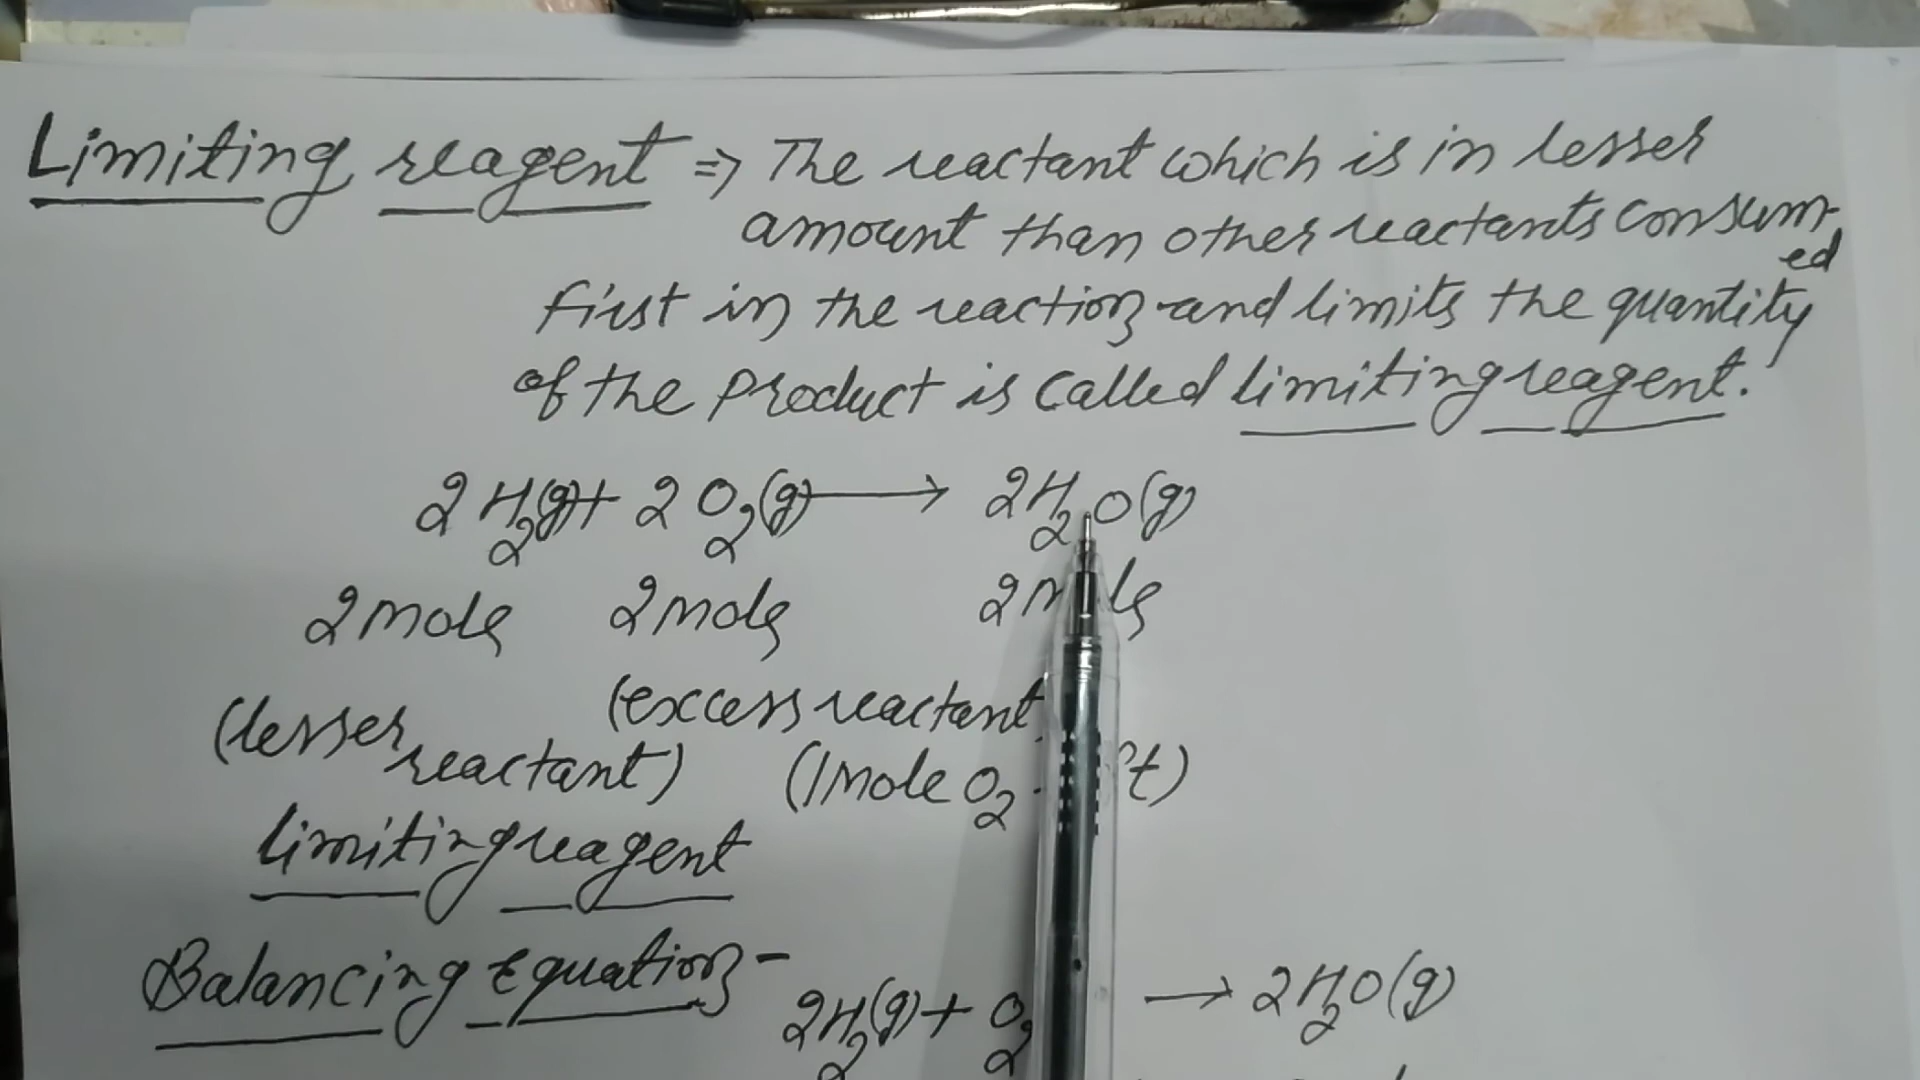 Limiting reagent ⇒ The reactant which is in lesser
amount than other reactants consum-
ed
first in the reaction and limits the quantity
of the product is called limiting reagent.
2H₂(g) + 2O₂(g) → 2H₂O(g)
2mole 2mole
(lesser reactant) (excess reactant
(1mole O₂
limiting reagent
Balancing Equation-
2H₂(g) + O₂ → 2H₂O(g)